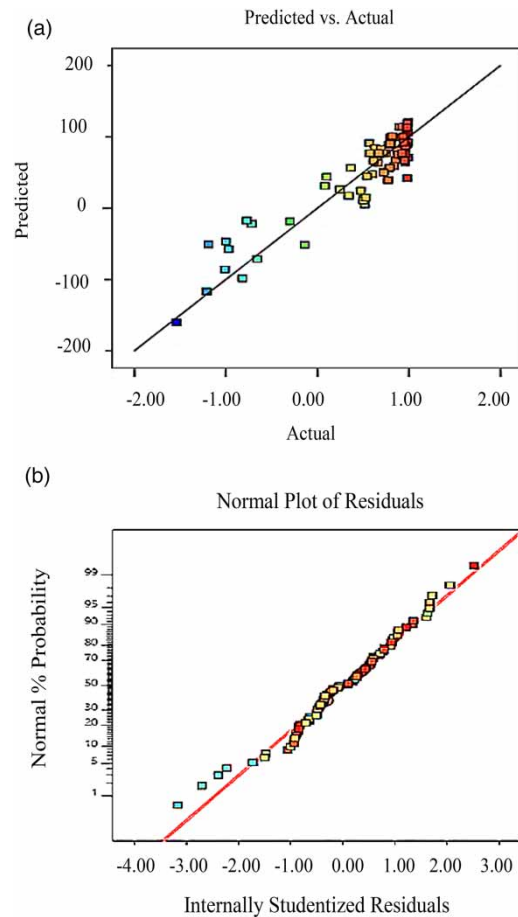 (a)
Predicted vs. Actual
200
100
0
-100
-200
Predicted
-2.00 -1.00 0.00 1.00 2.00
Actual
(b)
Normal Plot of Residuals
99
95
90
80
70
50
30
20
10
5
1
Normal % Probability
-4.00 -3.00 -2.00 -1.00 0.00 1.00 2.00 3.00
Internally Studentized Residuals